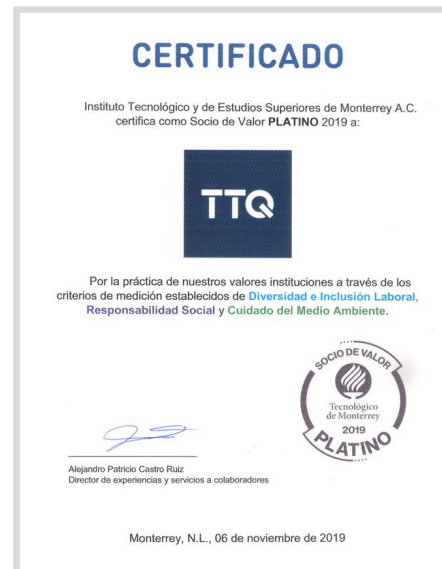 CERTIFICADO
Instituto Tecnológico y de Estudios Superiores de Monterrey A.C.
certifica como Socio de Valor PLATINO 2019 a:
TTQ
Por la práctica de nuestros valores instituciones a través de los
criterios de medición establecidos de Diversidad e Inclusión Laboral,
Responsabilidad Social y Cuidado del Medio Ambiente.
SOCIO DE VALOR
Tecnológico
de Monterrey
2019
PLATINO
Alejandro Patricio Castro Ruiz
Director de experiencias y servicios a colaboradores
Monterrey, N.L., 06 de noviembre de 2019